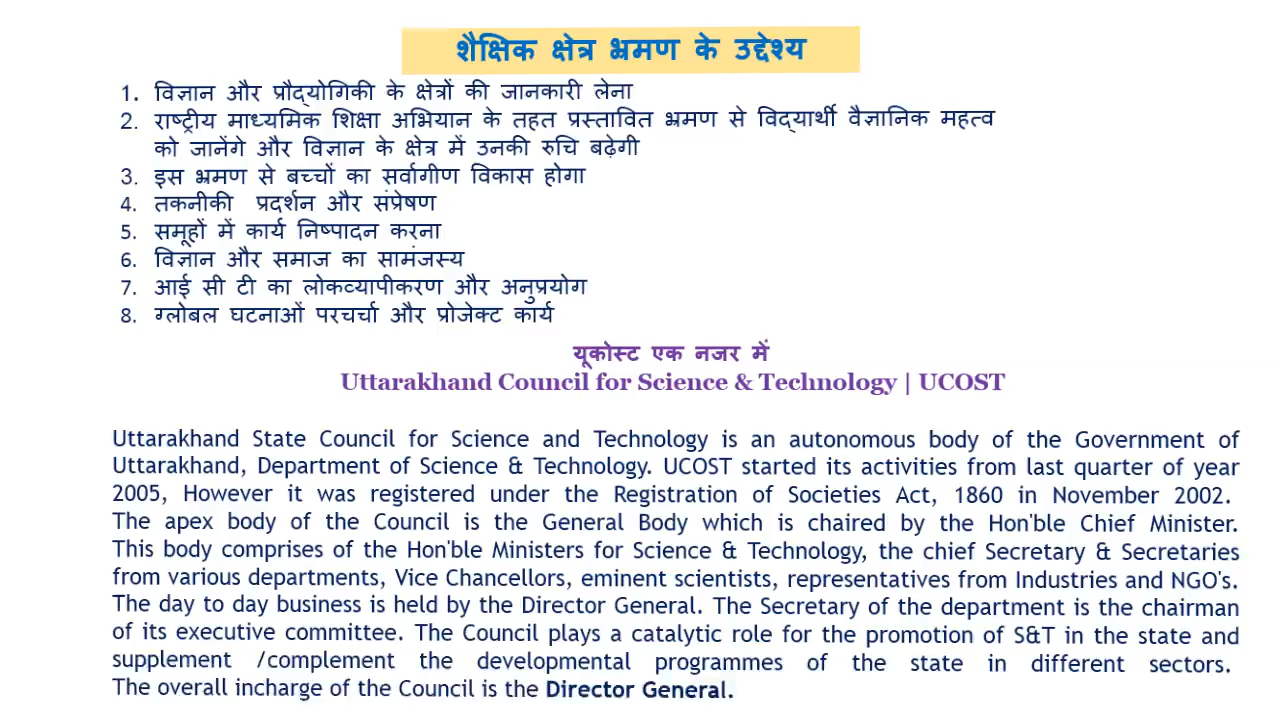 शैक्षिक क्षेत्र भ्रमण के उद्देश्य
1. विज्ञान और प्रौद्योगिकी के क्षेत्रों की जानकारी लेना
2. राष्ट्रीय माध्यमिक शिक्षा अभियान के तहत प्रस्तावित भ्रमण से विद्यार्थी वैज्ञानिक महत्व
को जानेंगे और विज्ञान के क्षेत्र में उनकी रुचि बढ़ेगी
3. इस भ्रमण से बच्चों का सर्वागीण विकास होगा
4. तकनीकी प्रदर्शन और संप्रेषण
5. समूहों में कार्य निष्पादन करना
6. विज्ञान और समाज का सामंजस्य
7. आई सी टी का लोकव्यापीकरण और अनुप्रयोग
8. ग्लोबल घटनाओं परचर्चा और प्रोजेक्ट कार्य
यूकोस्ट एक नजर में
Uttarakhand Council for Science & Technology | UCOST
Uttarakhand State Council for Science and Technology is an autonomous body of the Government of
Uttarakhand, Department of Science & Technology. UCOST started its activities from last quarter of year
2005, However it was registered under the Registration of Societies Act, 1860 in November 2002.
The apex body of the Council is the General Body which is chaired by the Hon'ble Chief Minister.
This body comprises of the Hon'ble Ministers for Science & Technology, the chief Secretary & Secretaries
from various departments, Vice Chancellors, eminent scientists, representatives from Industries and NGO's.
The day to day business is held by the Director General. The Secretary of the department is the chairman
of its executive committee. The Council plays a catalytic role for the promotion of S&T in the state and
supplement /complement the developmental programmes of the state in different sectors.
The overall incharge of the Council is the Director General.